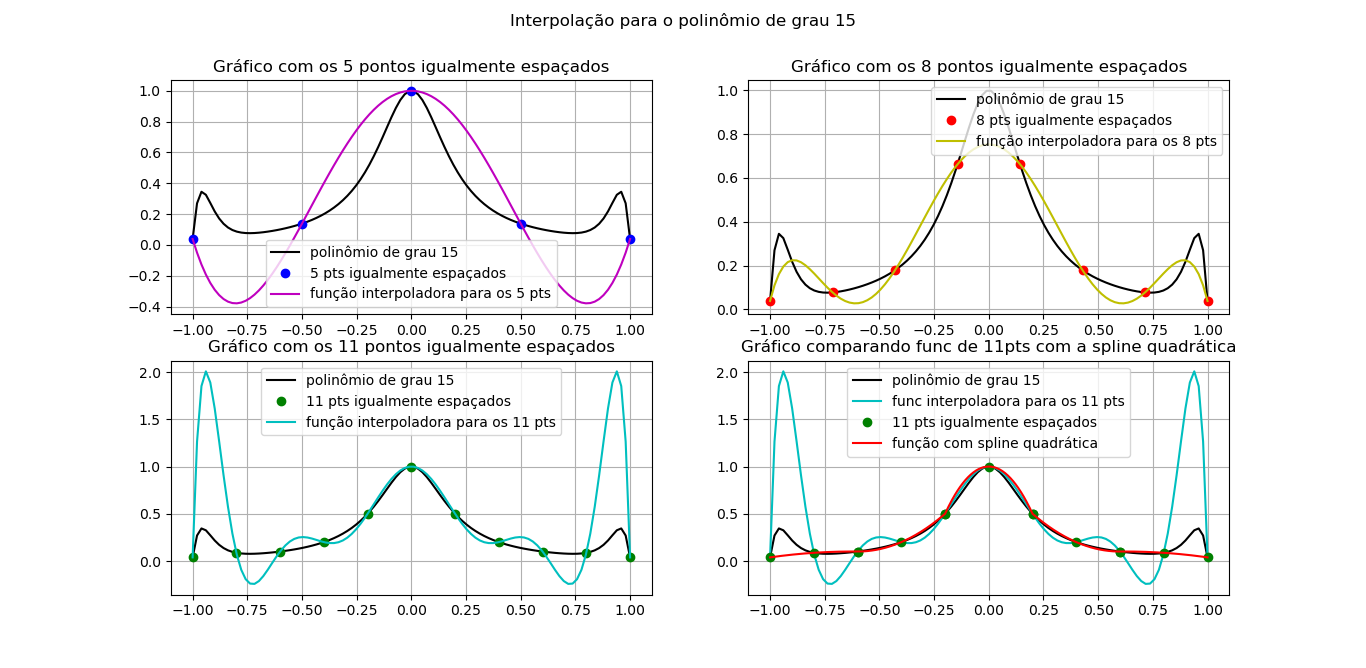 Interpolação para o polinômio de grau 15
Gráfico com os 5 pontos igualmente espaçados
1.0
0.8
0.6
0.4
0.2
0.0
−0.2
−0.4
polinômio de grau 15
5 pts igualmente espaçados
função interpoladora para os 5 pts
−1.00 −0.75 −0.50 −0.25 0.00 0.25 0.50 0.75 1.00
Gráfico com os 8 pontos igualmente espaçados
1.0
0.8
0.6
0.4
0.2
0.0
polinômio de grau 15
8 pts igualmente espaçados
função interpoladora para os 8 pts
−1.00 −0.75 −0.50 −0.25 0.00 0.25 0.50 0.75 1.00
Gráfico com os 11 pontos igualmente espaçados
2.0
1.5
1.0
0.5
0.0
polinômio de grau 15
11 pts igualmente espaçados
função interpoladora para os 11 pts
−1.00 −0.75 −0.50 −0.25 0.00 0.25 0.50 0.75 1.00
Gráfico comparando func de 11pts com a spline quadrática
2.0
1.5
1.0
0.5
0.0
polinômio de grau 15
func interpoladora para os 11 pts
11 pts igualmente espaçados
função com spline quadrática
−1.00 −0.75 −0.50 −0.25 0.00 0.25 0.50 0.75 1.00